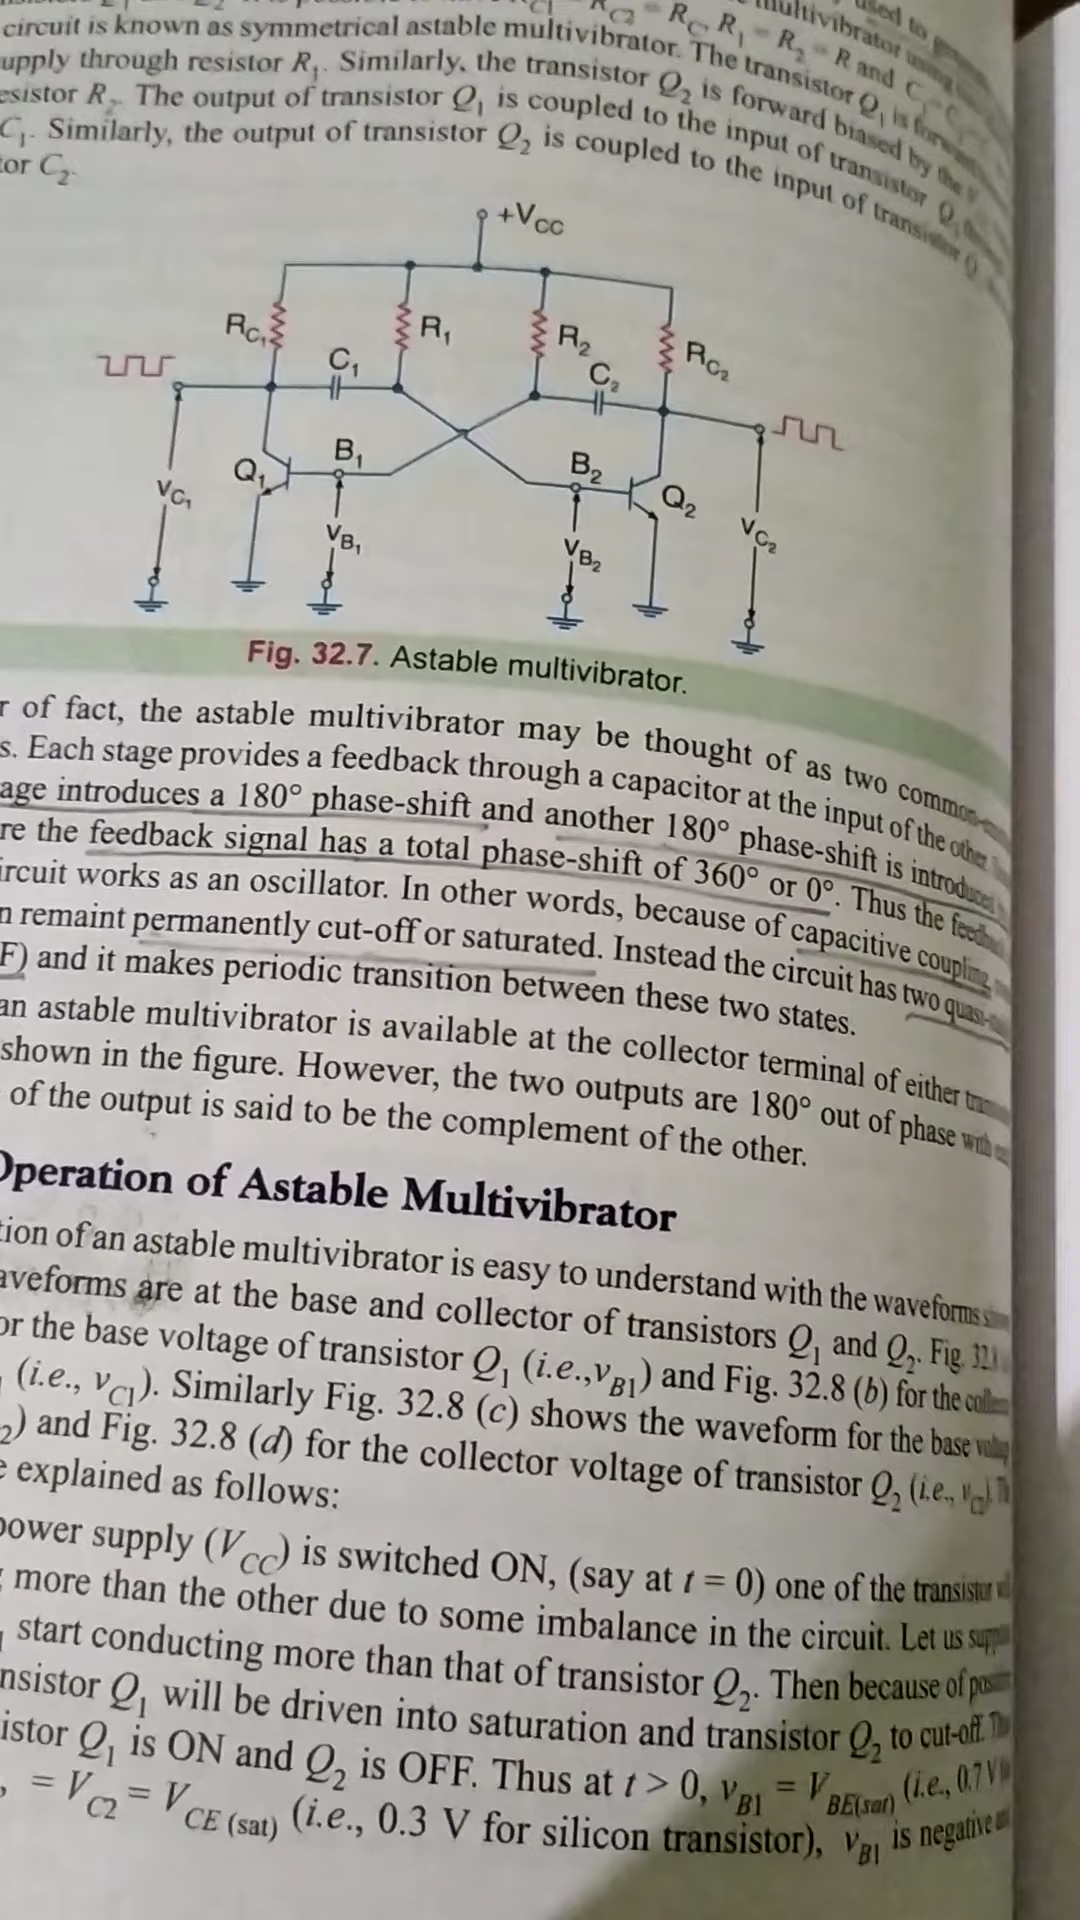 circuit is known as symmetrical astable multivibrator. The transistor Q₁ is
upply through resistor R₁. Similarly, the transistor Q₂ is forward biased by the
esistor R₂. The output of transistor Q₁ is coupled to the input of transistor
C₁. Similarly, the output of transistor Q₂ is coupled to the input of transistor
tor C₂.
+VCC
RC₁
R₁
R₂
RC₂
C₁
C₂
B₁
B₂
Q₁
Q₂
VC₁
VB₁
VB₂
VC₂
Fig. 32.7. Astable multivibrator.
r of fact, the astable multivibrator may be thought of as two common-
s. Each stage provides a feedback through a capacitor at the input of the other
age introduces a 180° phase-shift and another 180° phase-shift is introduced
re the feedback signal has a total phase-shift of 360° or 0°. Thus the
ircuit works as an oscillator. In other words, because of capacitive coupling
n remaint permanently cut-off or saturated. Instead the circuit has two quasi-
F) and it makes periodic transition between these two states.
an astable multivibrator is available at the collector terminal of either
shown in the figure. However, the two outputs are 180° out of phase with
of the output is said to be the complement of the other.
Operation of Astable Multivibrator
tion of an astable multivibrator is easy to understand with the waveforms
aveforms are at the base and collector of transistors Q₁ and Q₂. Fig.
or the base voltage of transistor Q₁ (i.e.,vB1) and Fig. 32.8 (b) for the
(i.e., vC1). Similarly Fig. 32.8 (c) shows the waveform for the base
2) and Fig. 32.8 (d) for the collector voltage of transistor Q₂ (i.e.,
e explained as follows:
power supply (VCC) is switched ON, (say at t = 0) one of the transistor
more than the other due to some imbalance in the circuit. Let us
start conducting more than that of transistor Q₂. Then because of
nsistor Q₁ will be driven into saturation and transistor Q₂ to cut-off.
istor Q₁ is ON and Q₂ is OFF. Thus at t > 0, vB1 = VBE(sat) (i.e., 0.7 V
= VC2 = VCE (sat) (i.e., 0.3 V for silicon transistor), vB1 is negative